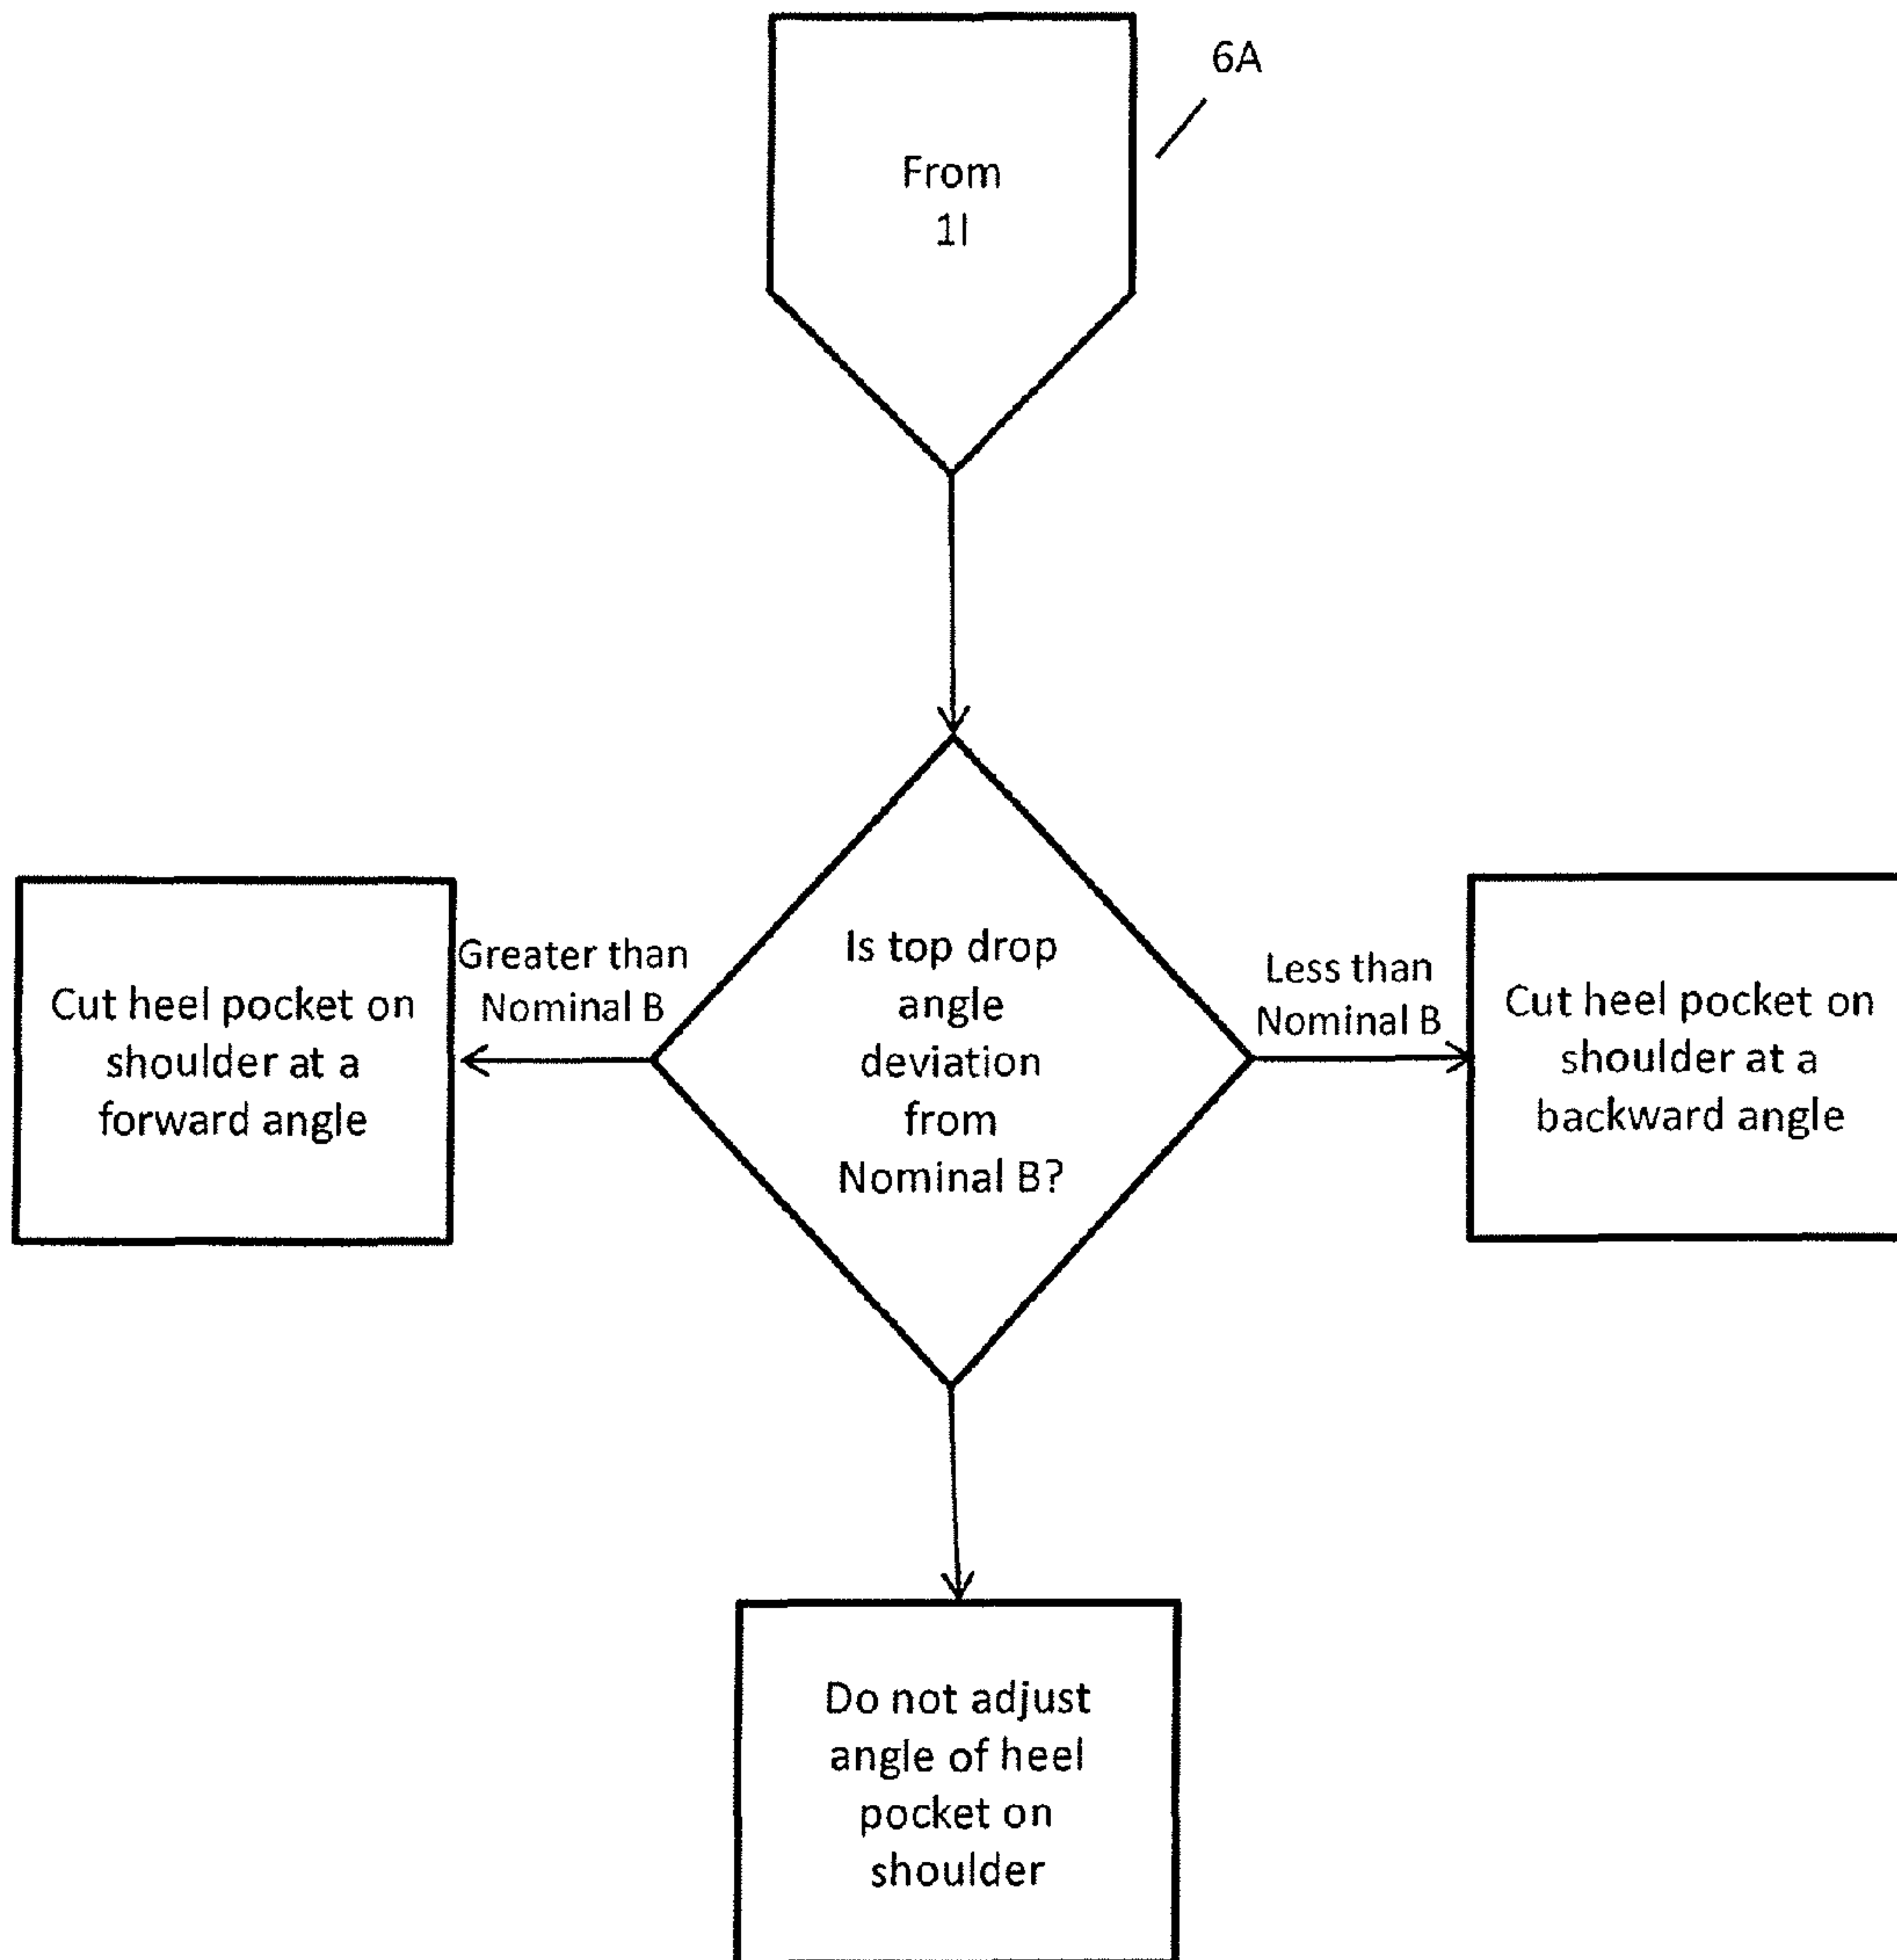 6A
From
1I
Is top drop
angle
deviation
from
Nominal B?
Greater than
Nominal B
Less than
Nominal B
Cut heel pocket on
shoulder at a
forward angle
Cut heel pocket on
shoulder at a
backward angle
Do not adjust
angle of heel
pocket on
shoulder